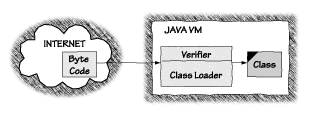 INTERNET
Byte
Code
JAVA VM
Verifier
Class Loader
Class